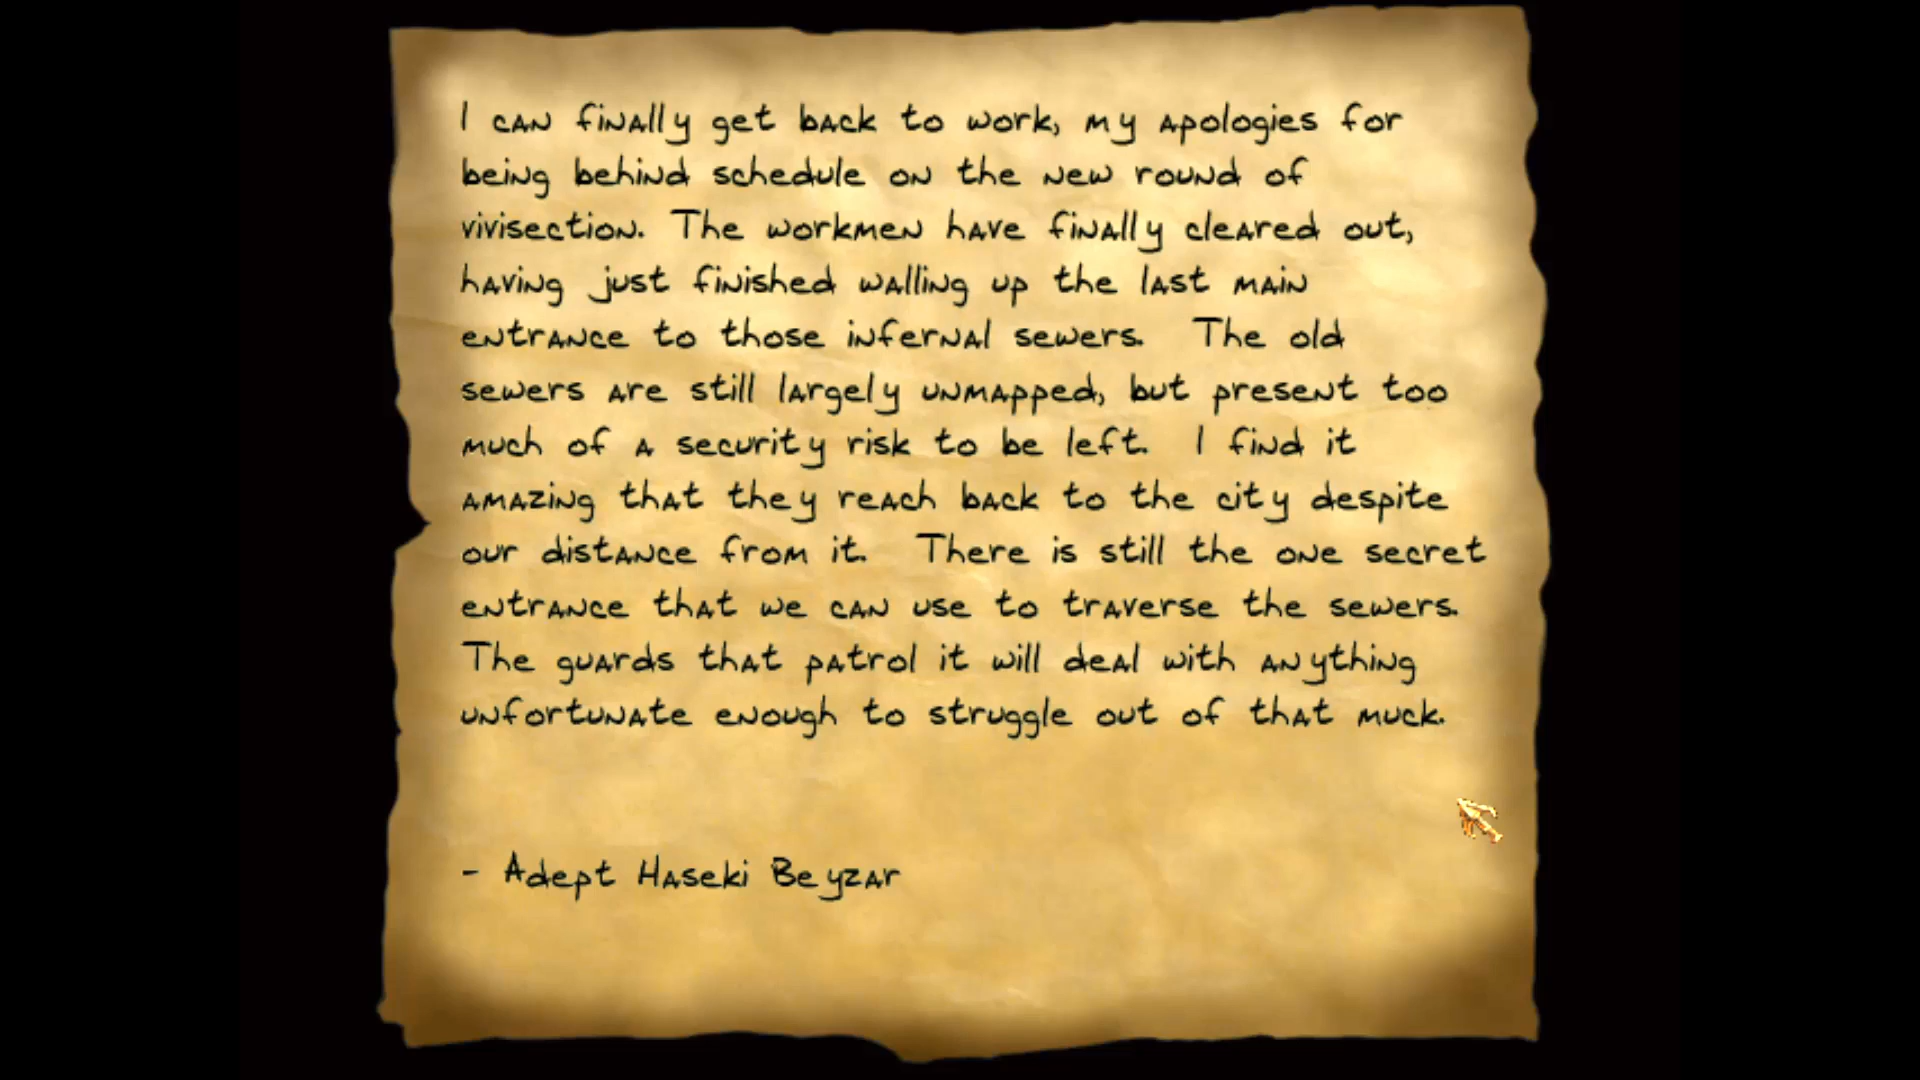 I can finally get back to work, my apologies for
being behind schedule on the new round of
vivisection. The workmen have finally cleared out,
having just finished walling up the last main
entrance to those infernal sewers. The old
sewers are still largely unmapped, but present too
much of a security risk to be left. I find it
amazing that they reach back to the city despite
our distance from it. There is still the one secret
entrance that we can use to traverse the sewers.
The guards that patrol it will deal with anything
unfortunate enough to struggle out of that muck.
- Adept Haseki Beyzar